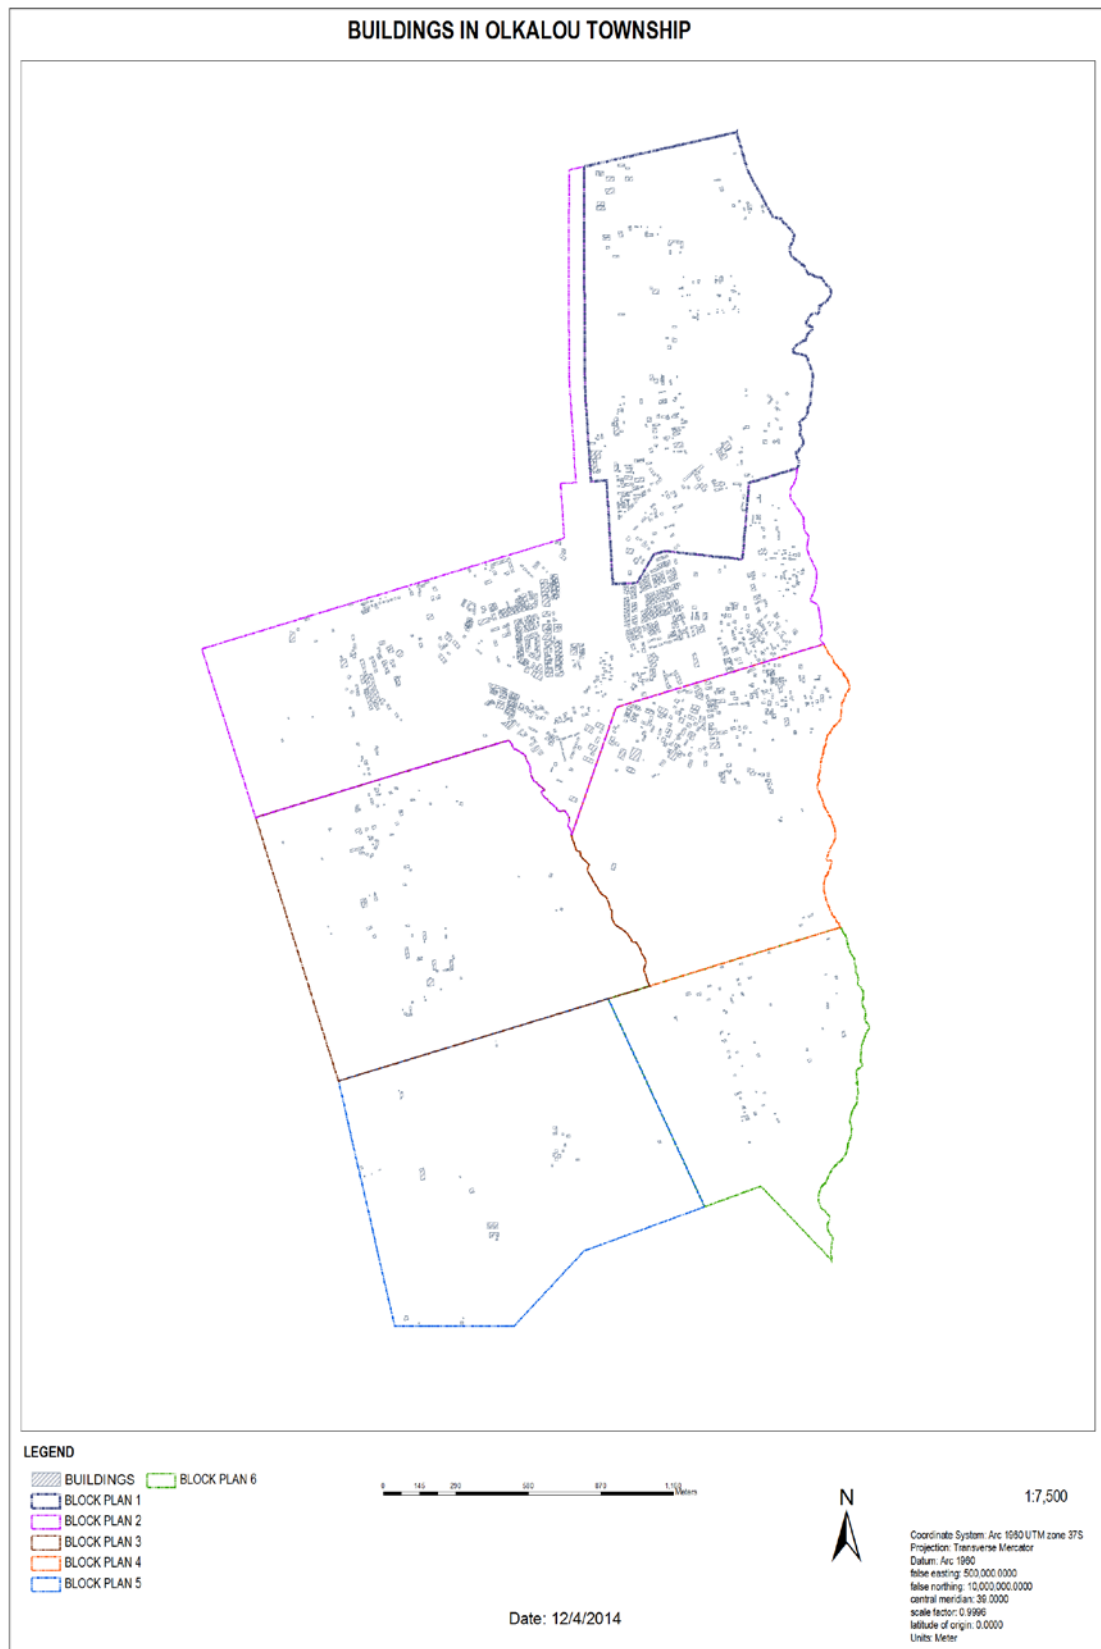 BUILDINGS IN OLKALOU TOWNSHIP
LEGEND
BUILDINGS
BLOCK PLAN 6
BLOCK PLAN 1
BLOCK PLAN 2
BLOCK PLAN 3
BLOCK PLAN 4
BLOCK PLAN 5
0 145 290 580 870 1,160
Meters
N
1:7,500
Coordinate System: Arc 1960 UTM zone 37S
Projection: Transverse Mercator
Datum: Arc 1960
false easting: 500,000.0000
false northing: 10,000,000.0000
central meridian: 39.0000
scale factor: 0.9996
latitude of origin: 0.0000
Units: Meter
Date: 12/4/2014